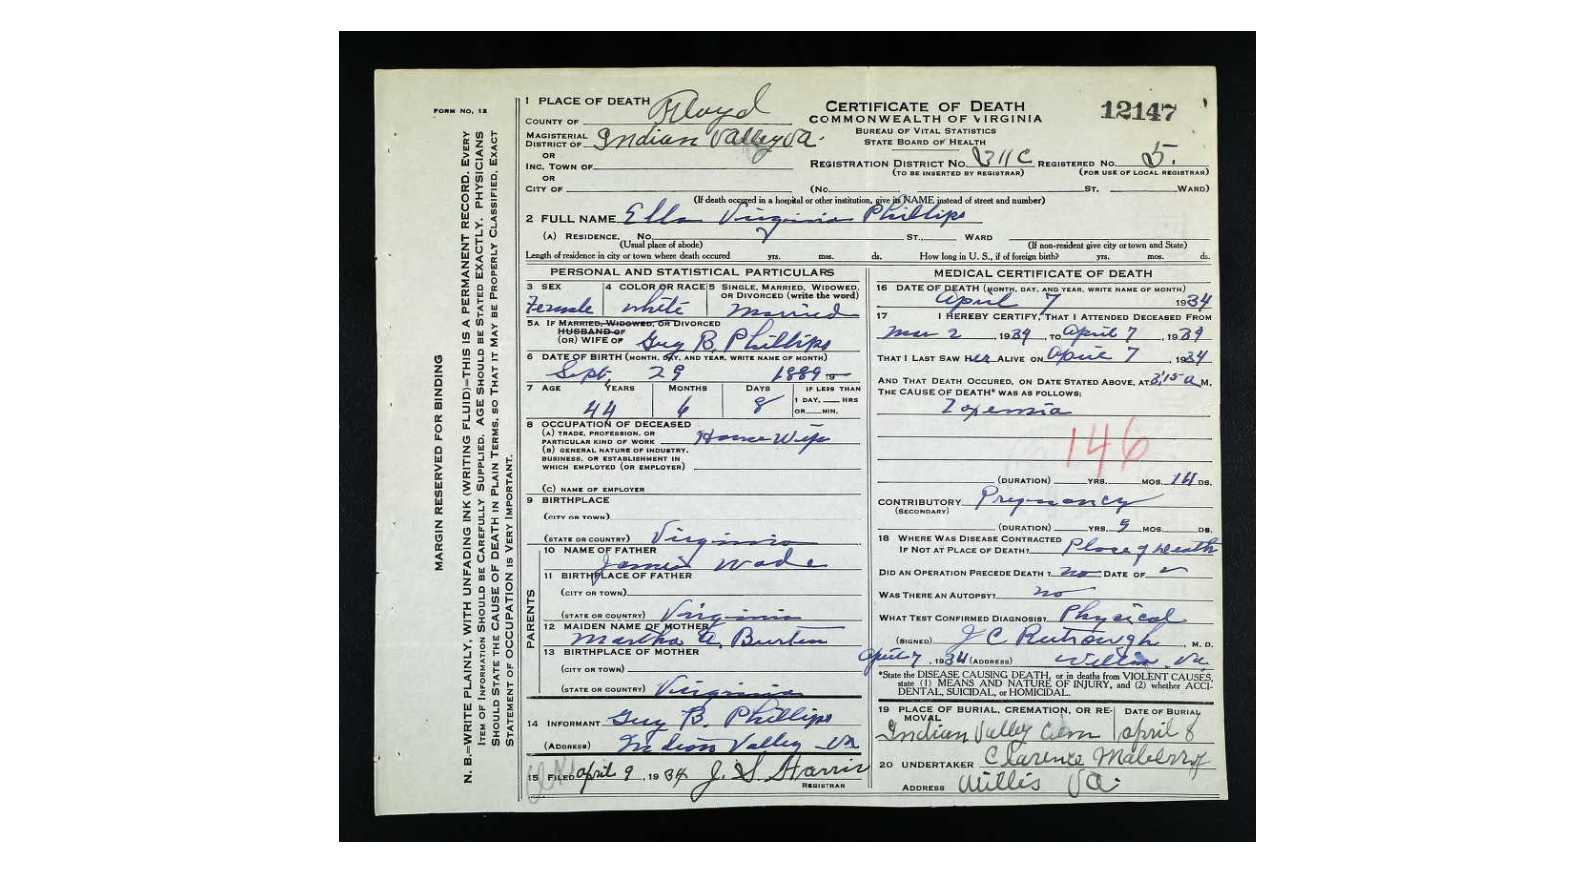 FORM NO. 12
MARGIN RESERVED FOR BINDING
N. B.—WRITE PLAINLY, WITH UNFADING INK (WRITING FLUID)—THIS IS A PERMANENT RECORD. EVERY
ITEM OF INFORMATION SHOULD BE CAREFULLY SUPPLIED. AGE SHOULD BE STATED EXACTLY. PHYSICIANS
SHOULD STATE THE CAUSE OF DEATH IN PLAIN TERMS, SO THAT IT MAY BE PROPERLY CLASSIFIED. EXACT
STATEMENT OF OCCUPATION IS VERY IMPORTANT.
1 PLACE OF DEATH
COUNTY OF Floyd
MAGISTERIAL DISTRICT OF Indian Valley Va.
OR
INC. TOWN OF
OR
CITY OF (No. ST. WARD)
CERTIFICATE OF DEATH
COMMONWEALTH OF VIRGINIA
BUREAU OF VITAL STATISTICS
STATE BOARD OF HEALTH
12147
REGISTRATION DISTRICT NO. 311C REGISTERED NO. 5.
(TO BE INSERTED BY REGISTRAR) (FOR USE OF LOCAL REGISTRAR)
(If death occured in a hospital or other institution, give its NAME instead of street and number)
2 FULL NAME Ella Virginia Phillips
(A) RESIDENCE. No. ST., WARD
(Usual place of abode) (If non-resident give city or town and State)
Length of residence in city or town where death occured yrs. mos. ds. How long in U. S., if of foreign birth? yrs. mos. ds.
PERSONAL AND STATISTICAL PARTICULARS
3 SEX Female
4 COLOR OR RACE white
5 SINGLE, MARRIED, WIDOWED, OR DIVORCED (write the word) Married
5A IF MARRIED, WIDOWED, OR DIVORCED
HUSBAND OF
(OR) WIFE OF Guy B. Phillips
6 DATE OF BIRTH (MONTH, DAY, AND YEAR, WRITE NAME OF MONTH)
Sept. 29 1889 19
7 AGE YEARS MONTHS DAYS IF LESS THAN
44 6 8 1 DAY, HRS
OR MIN.
8 OCCUPATION OF DECEASED
(A) TRADE, PROFESSION, OR
PARTICULAR KIND OF WORK House Wife
(B) GENERAL NATURE OF INDUSTRY,
BUSINESS, OR ESTABLISHMENT IN
WHICH EMPLOYED (OR EMPLOYER)
(C) NAME OF EMPLOYER
9 BIRTHPLACE
(CITY OR TOWN)
(STATE OR COUNTRY) Virginia
PARENTS
10 NAME OF FATHER
James Wade
11 BIRTHPLACE OF FATHER
(CITY OR TOWN)
(STATE OR COUNTRY) Virginia
12 MAIDEN NAME OF MOTHER
Martha A. Burton
13 BIRTHPLACE OF MOTHER
(CITY OR TOWN)
(STATE OR COUNTRY) Virginia
14 INFORMANT Guy B. Phillips
(ADDRESS) Indian Valley Va
15 FILED april 9, 1934 J. S. Harris
REGISTRAR
MEDICAL CERTIFICATE OF DEATH
16 DATE OF DEATH (MONTH, DAY, AND YEAR, WRITE NAME OF MONTH)
April 7 1934
17 I HEREBY CERTIFY, THAT I ATTENDED DECEASED FROM
Mar 2, 1934, TO April 7, 1934
THAT I LAST SAW Her ALIVE ON April 7, 1934
AND THAT DEATH OCCURED, ON DATE STATED ABOVE, AT 3:15 a M.
THE CAUSE OF DEATH* WAS AS FOLLOWS:
146
(DURATION) YRS. MOS. 14 DS.
CONTRIBUTORY Pregnancy
(SECONDARY)
(DURATION) YRS. MOS. DS.
18 WHERE WAS DISEASE CONTRACTED
IF NOT AT PLACE OF DEATH? Place of death
DID AN OPERATION PRECEDE DEATH? no DATE OF
WAS THERE AN AUTOPSY? no
WHAT TEST CONFIRMED DIAGNOSIS? Physical
(SIGNED) J C Rutrough, M. D.
April 7, 1934 (ADDRESS) Willis, Va.
*State the DISEASE CAUSING DEATH, or in deaths from VIOLENT CAUSES,
state (1) MEANS AND NATURE OF INJURY, and (2) whether ACCI-
DENTAL, SUICIDAL, or HOMICIDAL.
19 PLACE OF BURIAL, CREMATION, OR RE-
MOVAL DATE OF BURIAL
Indian Valley Cem april 8
20 UNDERTAKER Clarence Maberry
ADDRESS Willis Va.